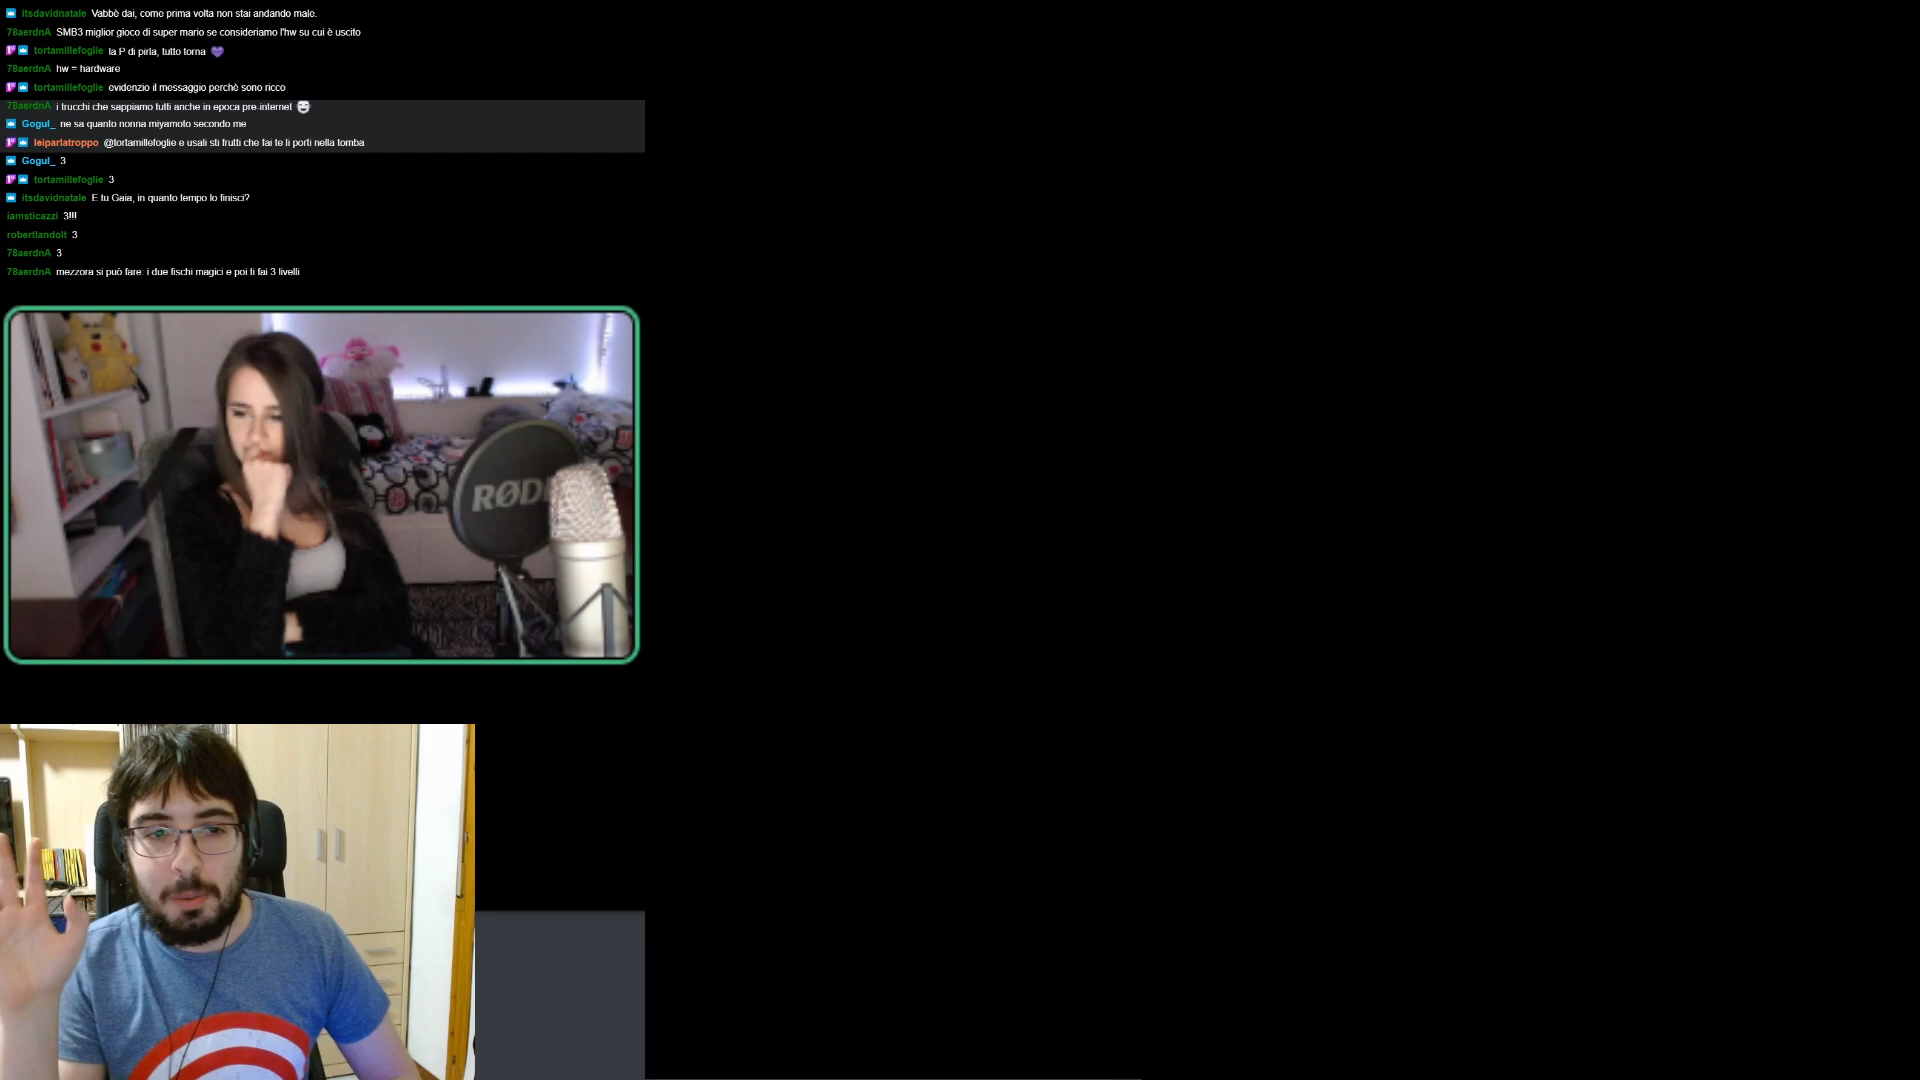 itsdavidnatale Vabbè dai, come prima volta non stai andando male.
78aerdnA SMB3 miglior gioco di super mario se consideriamo l'hw su cui è uscito
tortamillefoglie la P di pirla, tutto torna
78aerdnA hw = hardware
tortamillefoglie evidenzio il messaggio perchè sono ricco
78aerdnA i trucchi che sappiamo tutti anche in epoca pre-internet
Gogul_ ne sa quanto nonna miyamoto secondo me
leiparlatroppo @tortamillefoglie e usali sti frutti che fai te li porti nella tomba
Gogul_ 3
tortamillefoglie 3
itsdavidnatale E tu Gaia, in quanto tempo lo finisci?
iamsticazzi 3!!!
robertlandolt 3
78aerdnA 3
78aerdnA mezzora si può fare: i due fischi magici e poi ti fai 3 livelli
RØDE